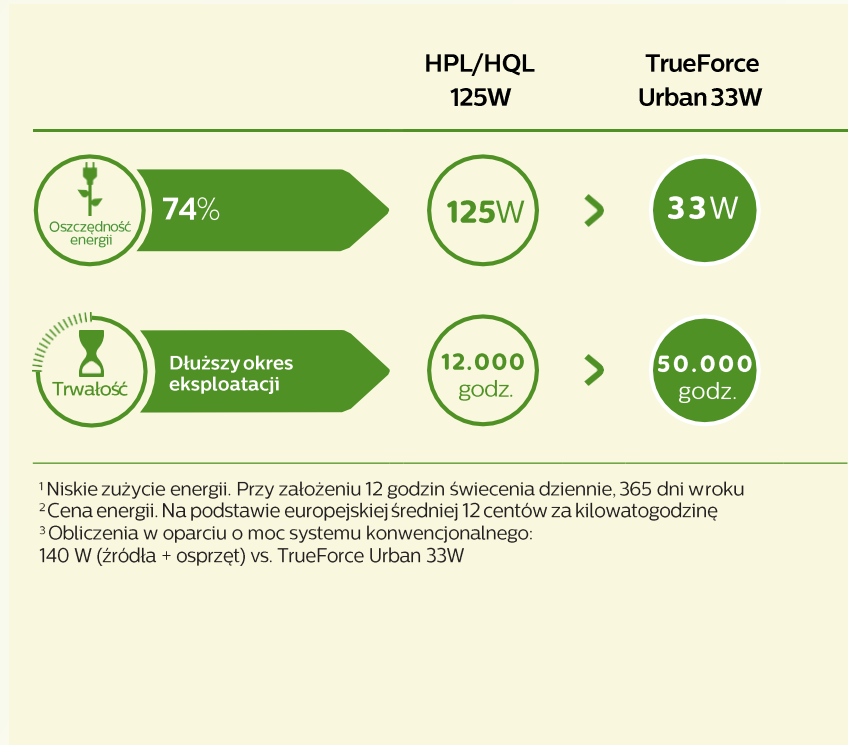 HPL/HQL
125W
TrueForce
Urban 33W
Oszczędność
energii
74%
125W
>
33W
Trwałość
Dłuższy okres
eksploatacji
12.000
godz.
>
50.000
godz.
¹ Niskie zużycie energii. Przy założeniu 12 godzin świecenia dziennie, 365 dni w roku
² Cena energii. Na podstawie europejskiej średniej 12 centów za kilowatogodzinę
³ Obliczenia w oparciu o moc systemu konwencjonalnego:
140 W (źródła + osprzęt) vs. TrueForce Urban 33W